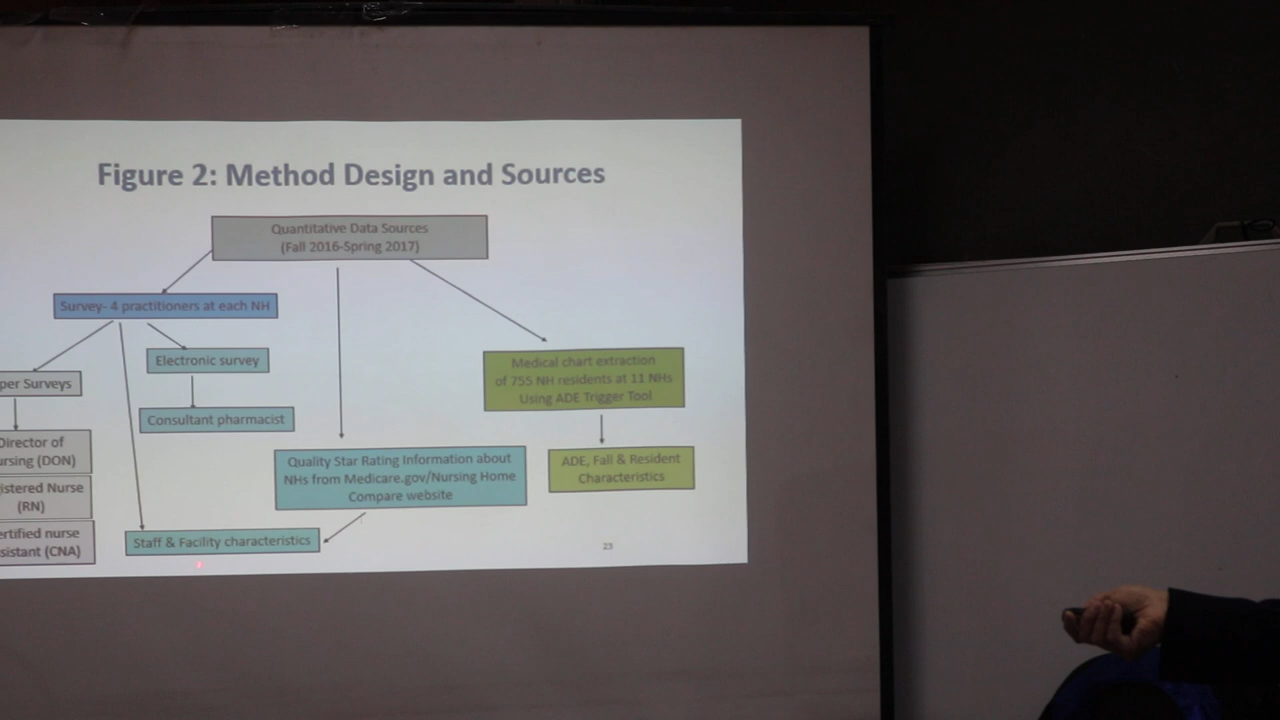 Figure 2: Method Design and Sources
Quantitative Data Sources
(Fall 2016-Spring 2017)
Survey- 4 practitioners at each NH
Electronic survey
Consultant pharmacist
per Surveys
Director of
ursing (DON)
istered Nurse
(RN)
ertified nurse
sistant (CNA)
Quality Star Rating Information about
NHs from Medicare.gov/Nursing Home
Compare website
Staff & Facility characteristics
Medical chart extraction
of 755 NH residents at 11 NHs
Using ADE Trigger Tool
ADE, Fall & Resident
Characteristics
23